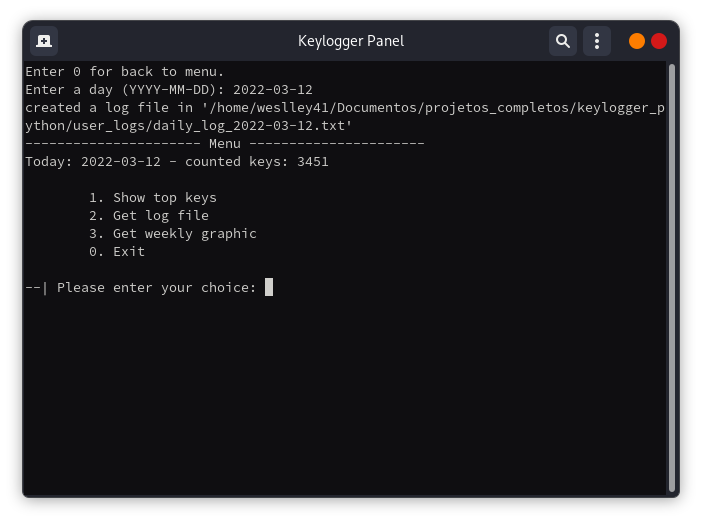 Keylogger Panel
Enter 0 for back to menu.
Enter a day (YYYY-MM-DD): 2022-03-12
created a log file in '/home/weslley41/Documentos/projetos_completos/keylogger_p
ython/user_logs/daily_log_2022-03-12.txt'
---------------------- Menu ----------------------
Today: 2022-03-12 - counted keys: 3451
1. Show top keys
2. Get log file
3. Get weekly graphic
0. Exit
--| Please enter your choice: